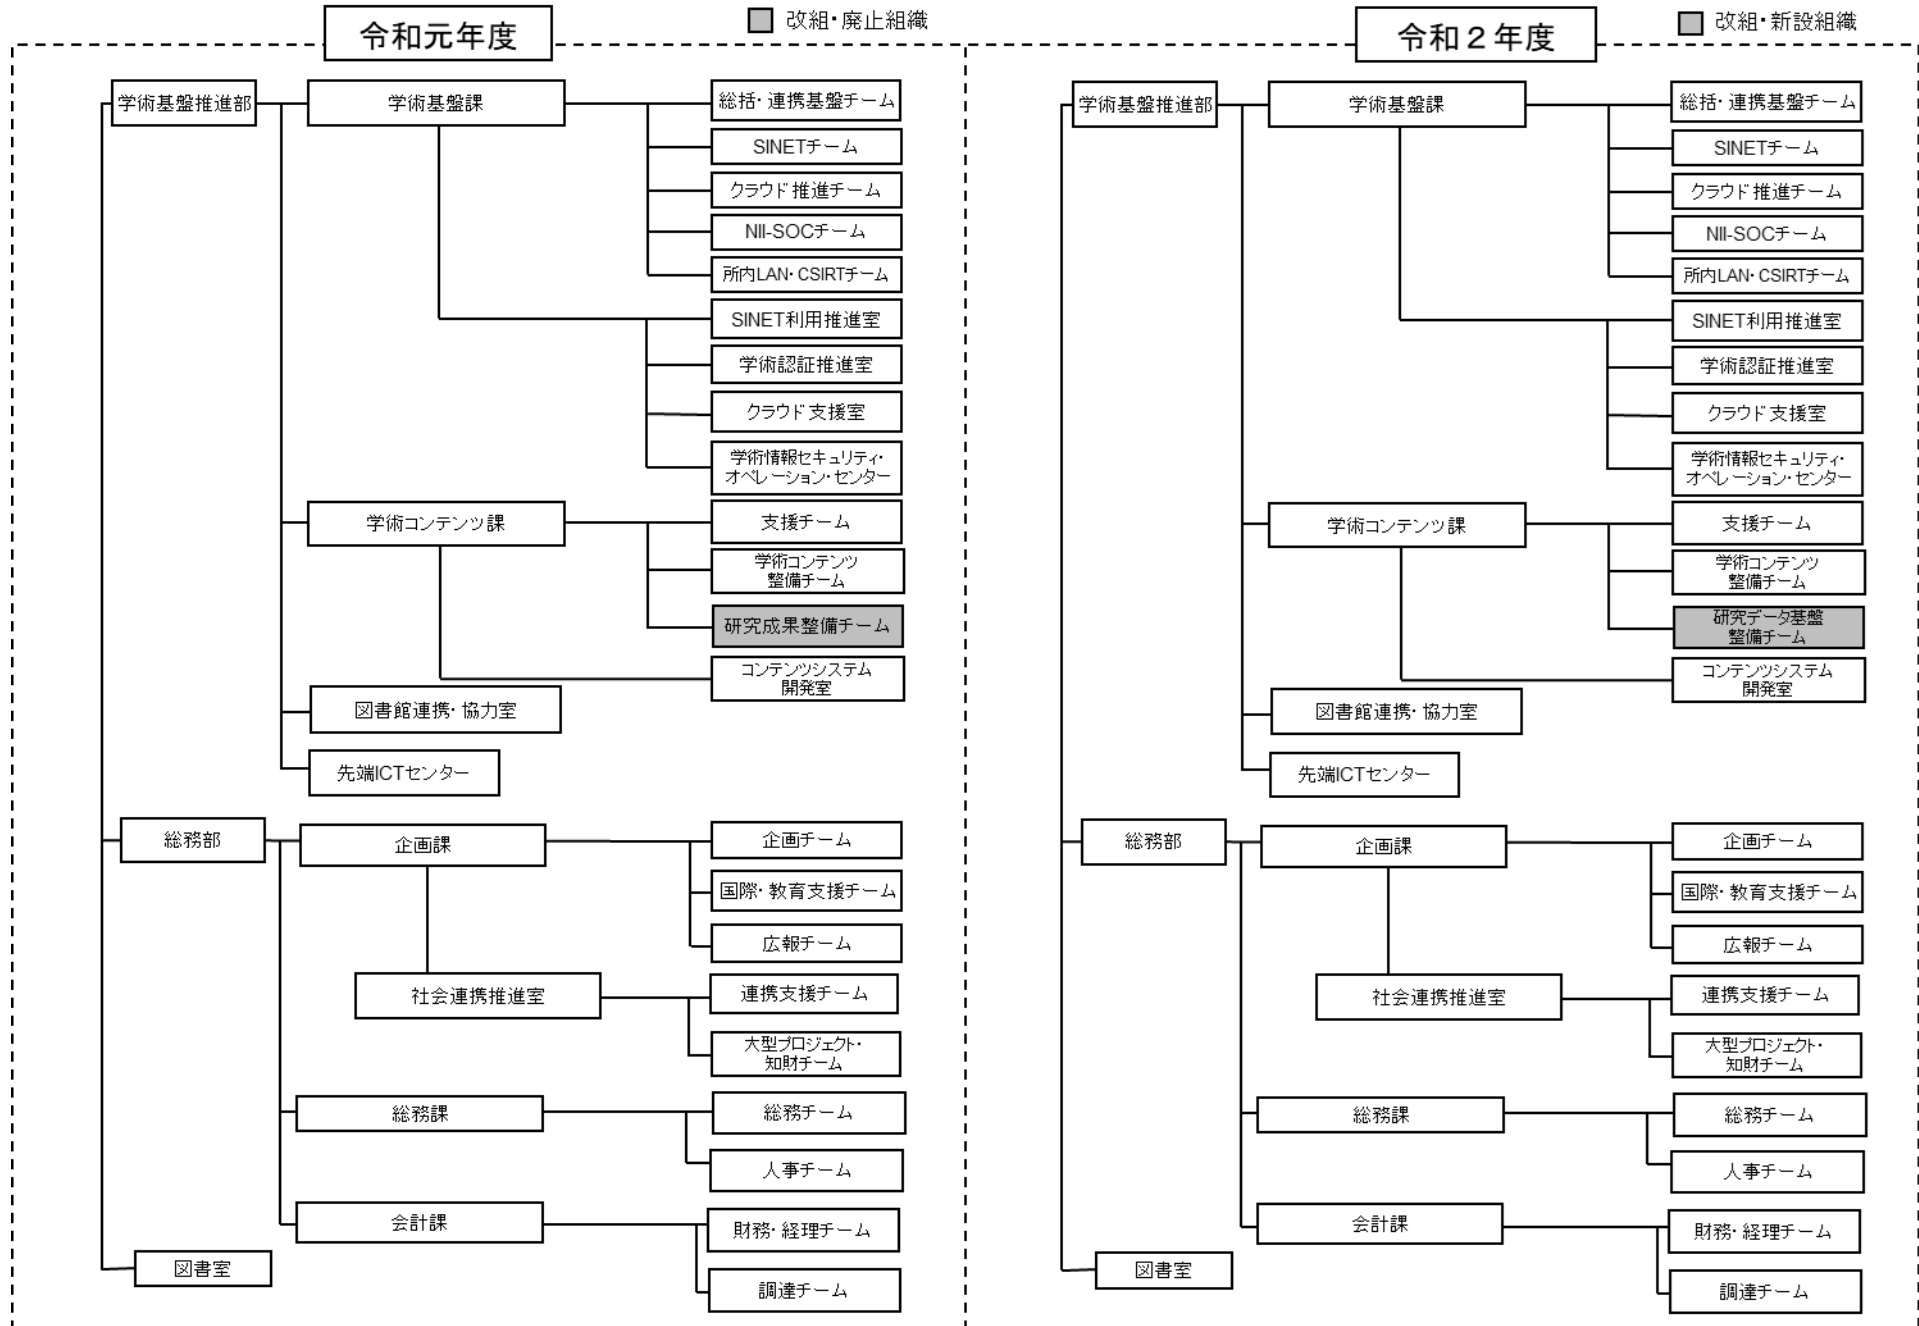 令和元年度
改組・廃止組織
学術基盤推進部
学術基盤課
総括・連携基盤チーム
SINETチーム
クラウド推進チーム
NII-SOCチーム
所内LAN・CSIRTチーム
SINET利用推進室
学術認証推進室
クラウド支援室
学術情報セキュリティ・
オペレーション・センター
学術コンテンツ課
支援チーム
学術コンテンツ
整備チーム
研究成果整備チーム
コンテンツシステム
開発室
図書館連携・協力室
先端ICTセンター
総務部
企画課
企画チーム
国際・教育支援チーム
広報チーム
社会連携推進室
連携支援チーム
大型プロジェクト・
知財チーム
総務課
総務チーム
人事チーム
会計課
財務・経理チーム
調達チーム
図書室
令和2年度
改組・新設組織
学術基盤推進部
学術基盤課
総括・連携基盤チーム
SINETチーム
クラウド推進チーム
NII-SOCチーム
所内LAN・CSIRTチーム
SINET利用推進室
学術認証推進室
クラウド支援室
学術情報セキュリティ・
オペレーション・センター
学術コンテンツ課
支援チーム
学術コンテンツ
整備チーム
研究データ基盤
整備チーム
コンテンツシステム
開発室
図書館連携・協力室
先端ICTセンター
総務部
企画課
企画チーム
国際・教育支援チーム
広報チーム
社会連携推進室
連携支援チーム
大型プロジェクト・
知財チーム
総務課
総務チーム
人事チーム
会計課
財務・経理チーム
調達チーム
図書室